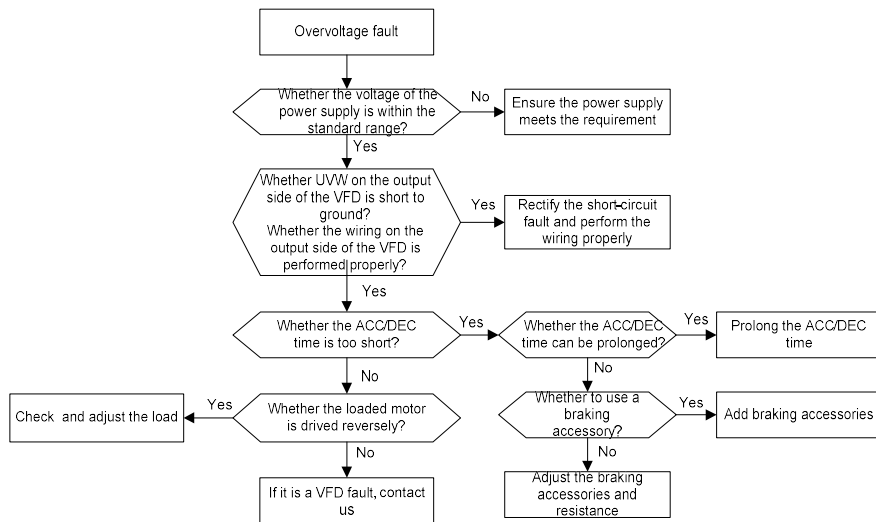 Overvoltage fault
Whether the voltage of the
power supply is within the
standard range?
No
Ensure the power supply
meets the requirement
Yes
Whether UVW on the output
side of the VFD is short to
ground?
Whether the wiring on the
output side of the VFD is
performed properly?
Yes
Rectify the short-circuit
fault and perform the
wiring properly
Yes
Whether the ACC/DEC
time is too short?
Yes
Whether the ACC/DEC
time can be prolonged?
Yes
Prolong the ACC/DEC
time
No
No
Check and adjust the load
Yes
Whether the loaded motor
is drived reversely?
Whether to use a
braking
accessory?
Yes
Add braking accessories
No
No
If it is a VFD fault, contact
us
Adjust the braking
accessories and
resistance